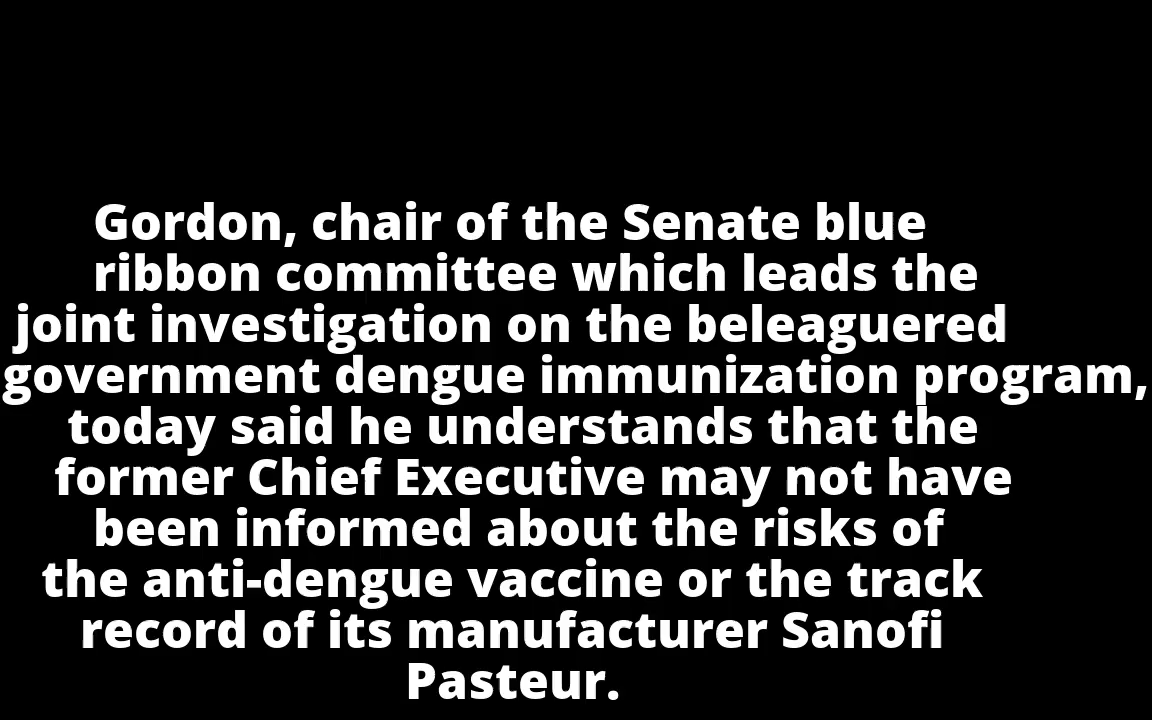 Gordon, chair of the Senate blue
ribbon committee which leads the
joint investigation on the beleaguered
government dengue immunization program,
today said he understands that the
former Chief Executive may not have
been informed about the risks of
the anti-dengue vaccine or the track
record of its manufacturer Sanofi
Pasteur.